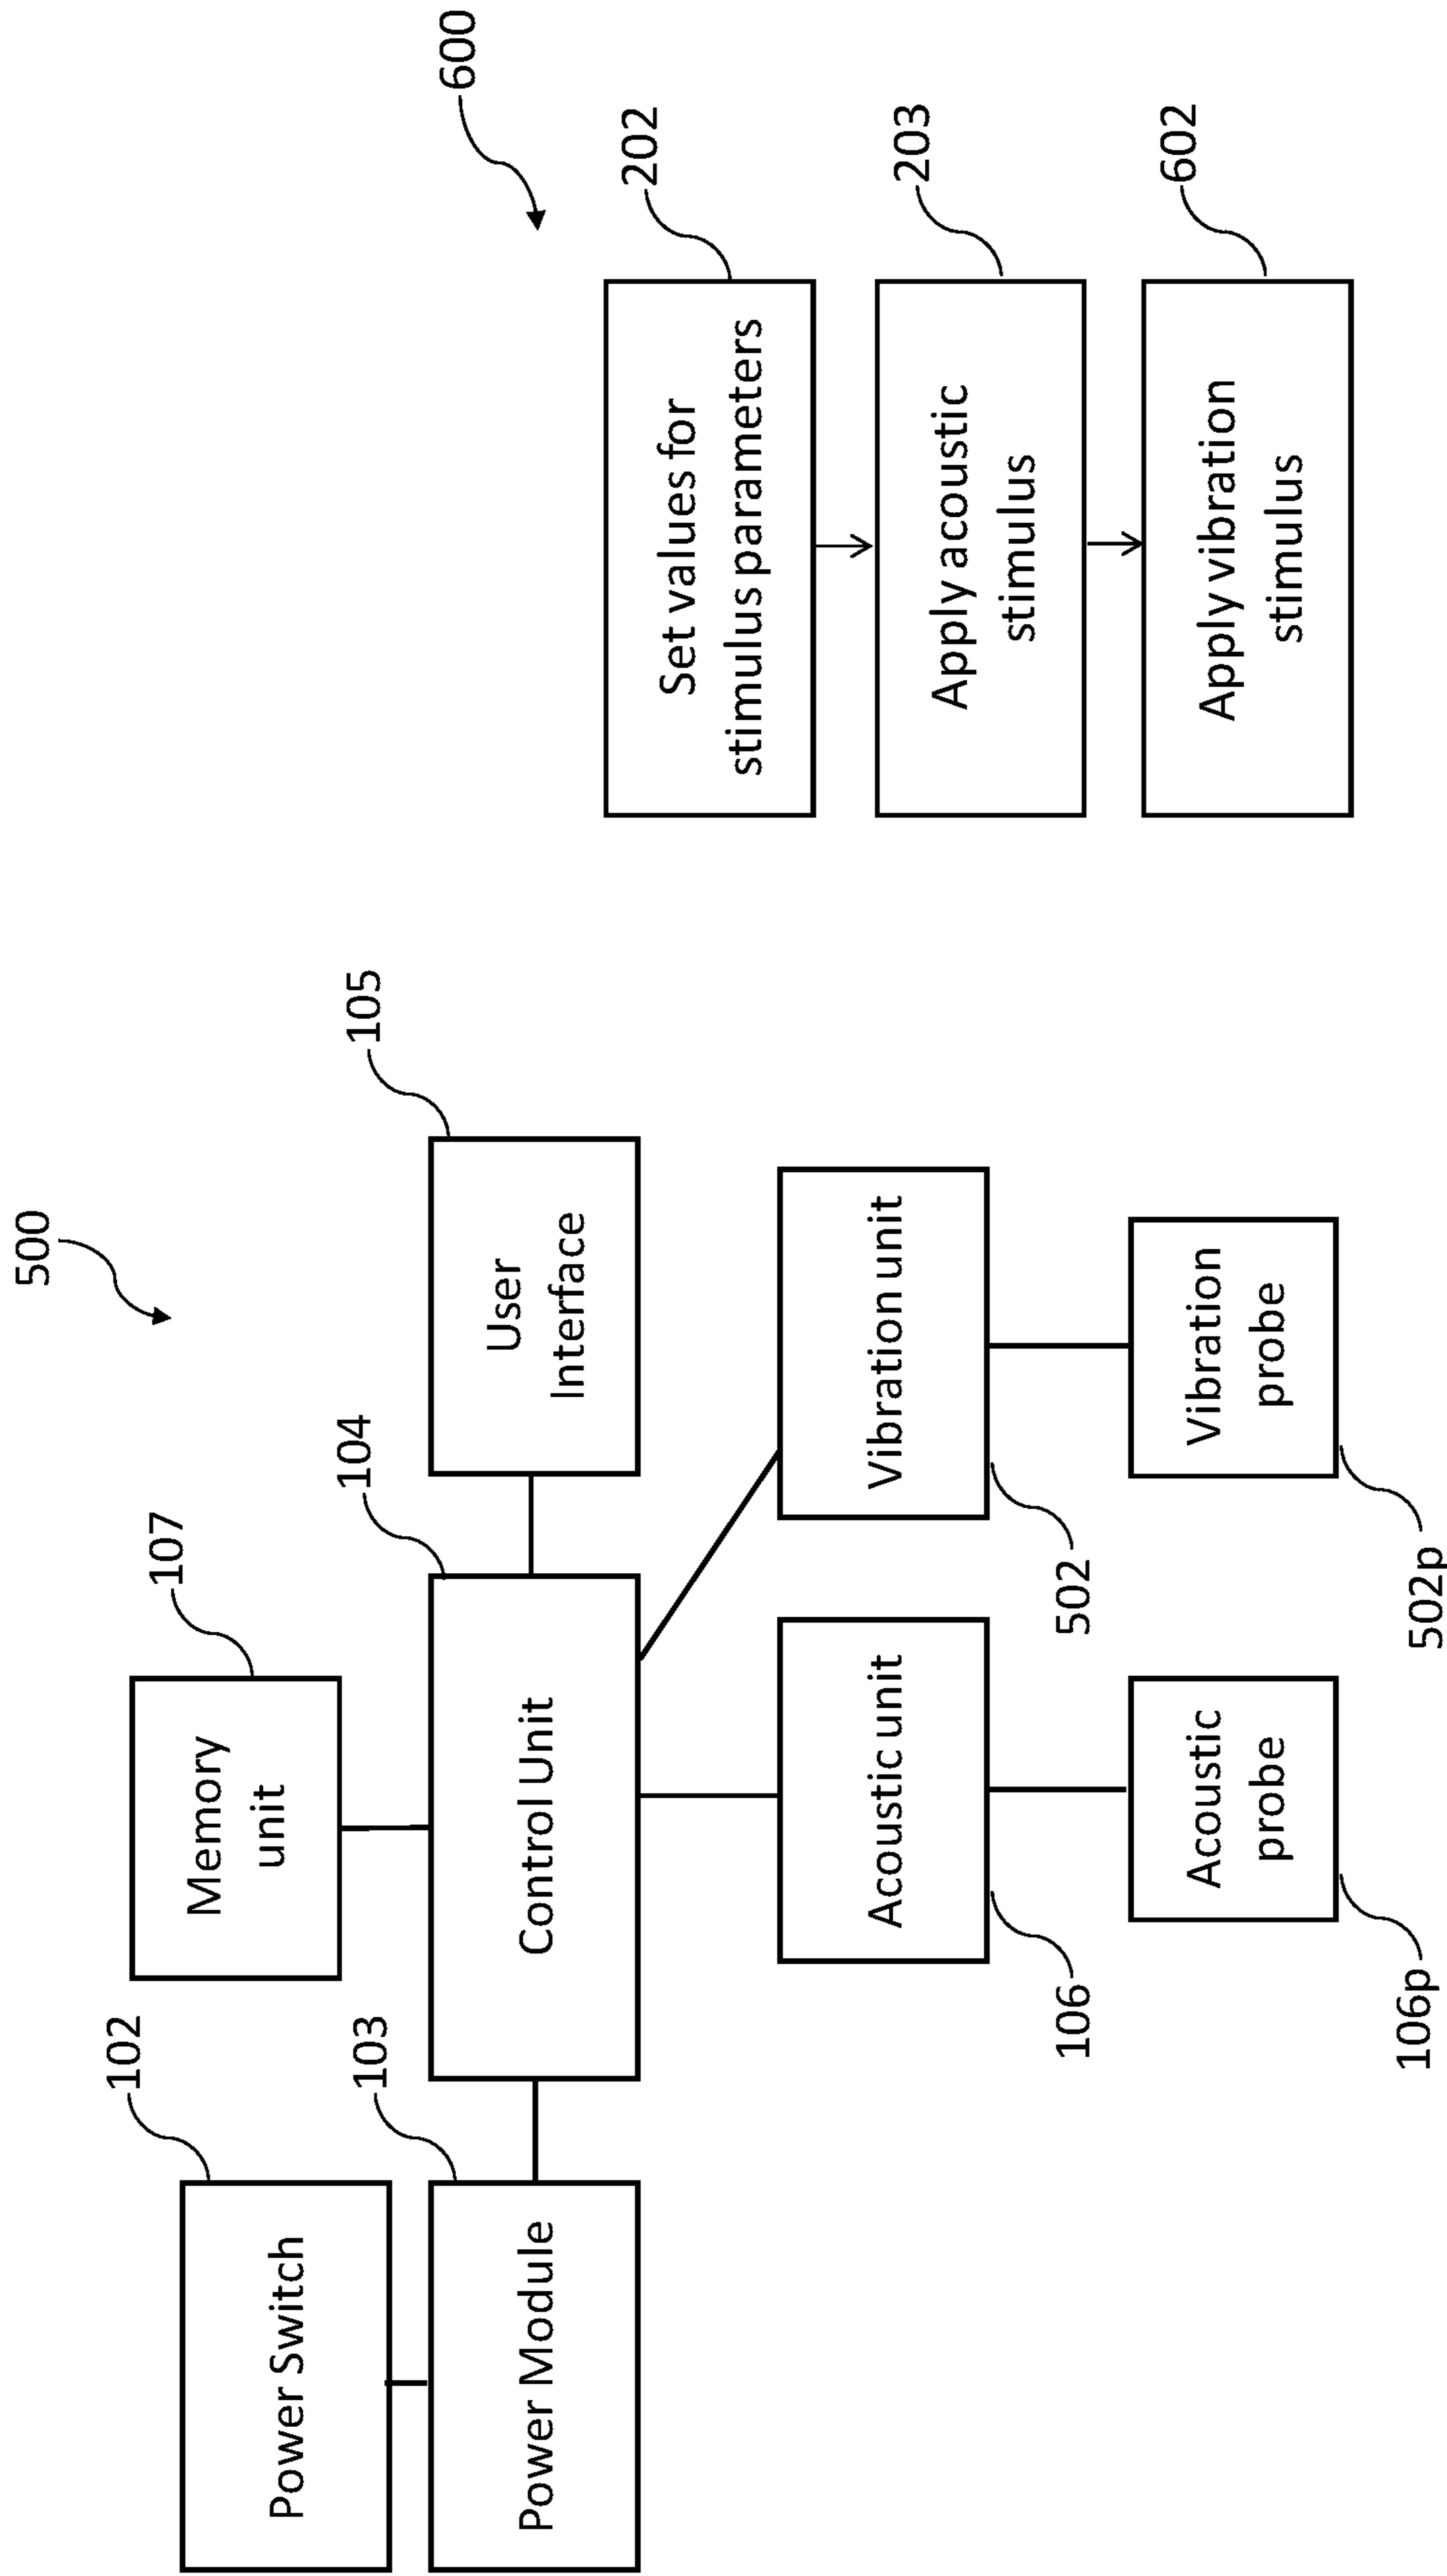 500
102
Power Switch
107
Memory
unit
103
Power Module
104
Control Unit
105
User
Interface
106
Acoustic unit
502
Vibration unit
106p
Acoustic
probe
502p
Vibration
probe
600
202
Set values for
stimulus parameters
203
Apply acoustic
stimulus
602
Apply vibration
stimulus